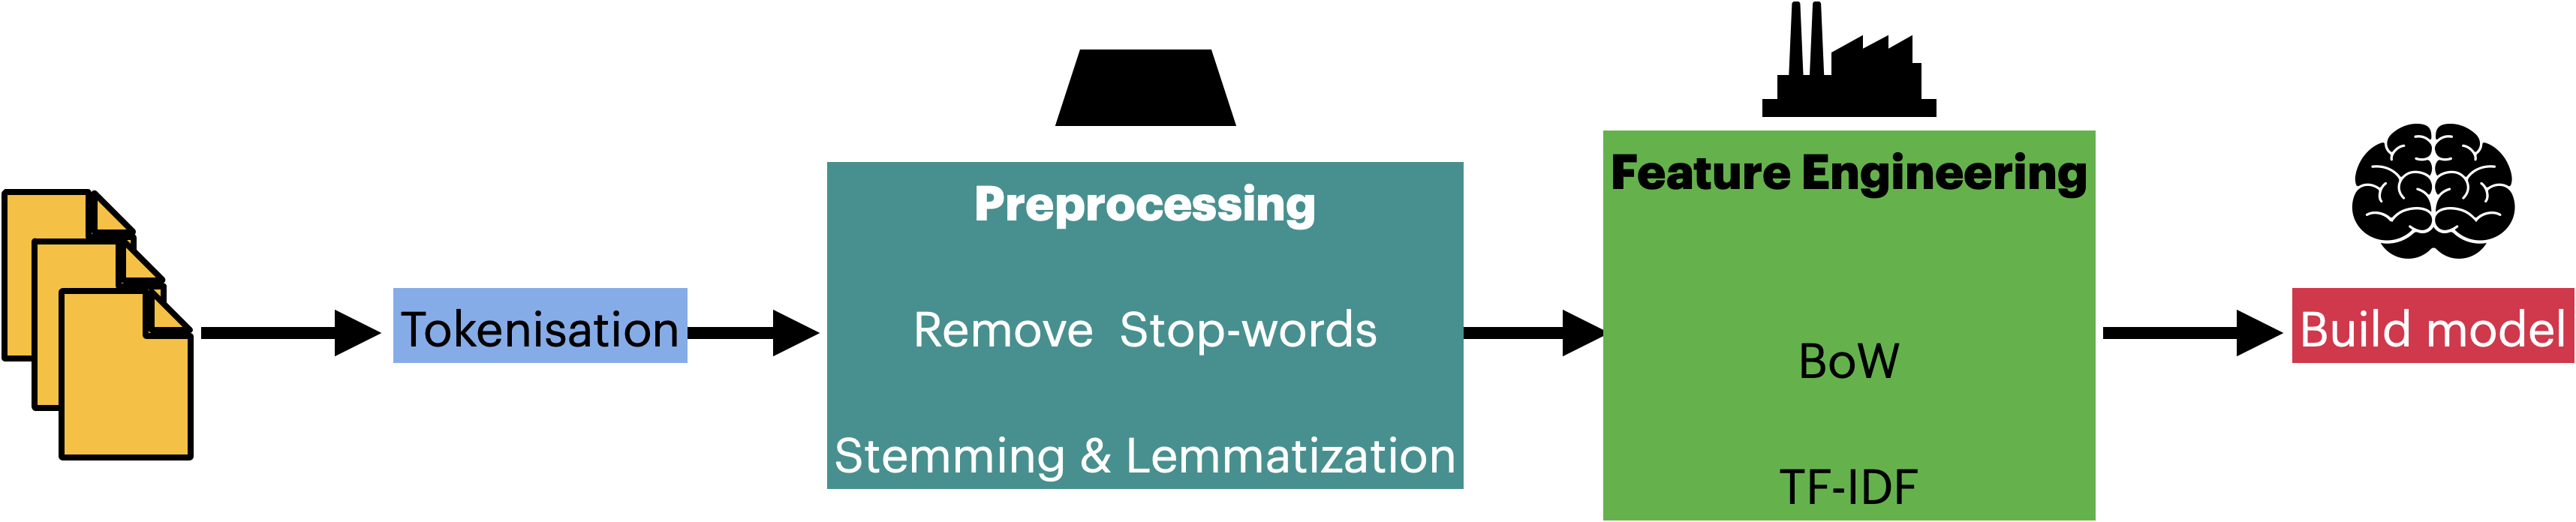 Tokenisation
Preprocessing
Remove Stop-words
Stemming & Lemmatization
Feature Engineering
BoW
TF-IDF
Build model